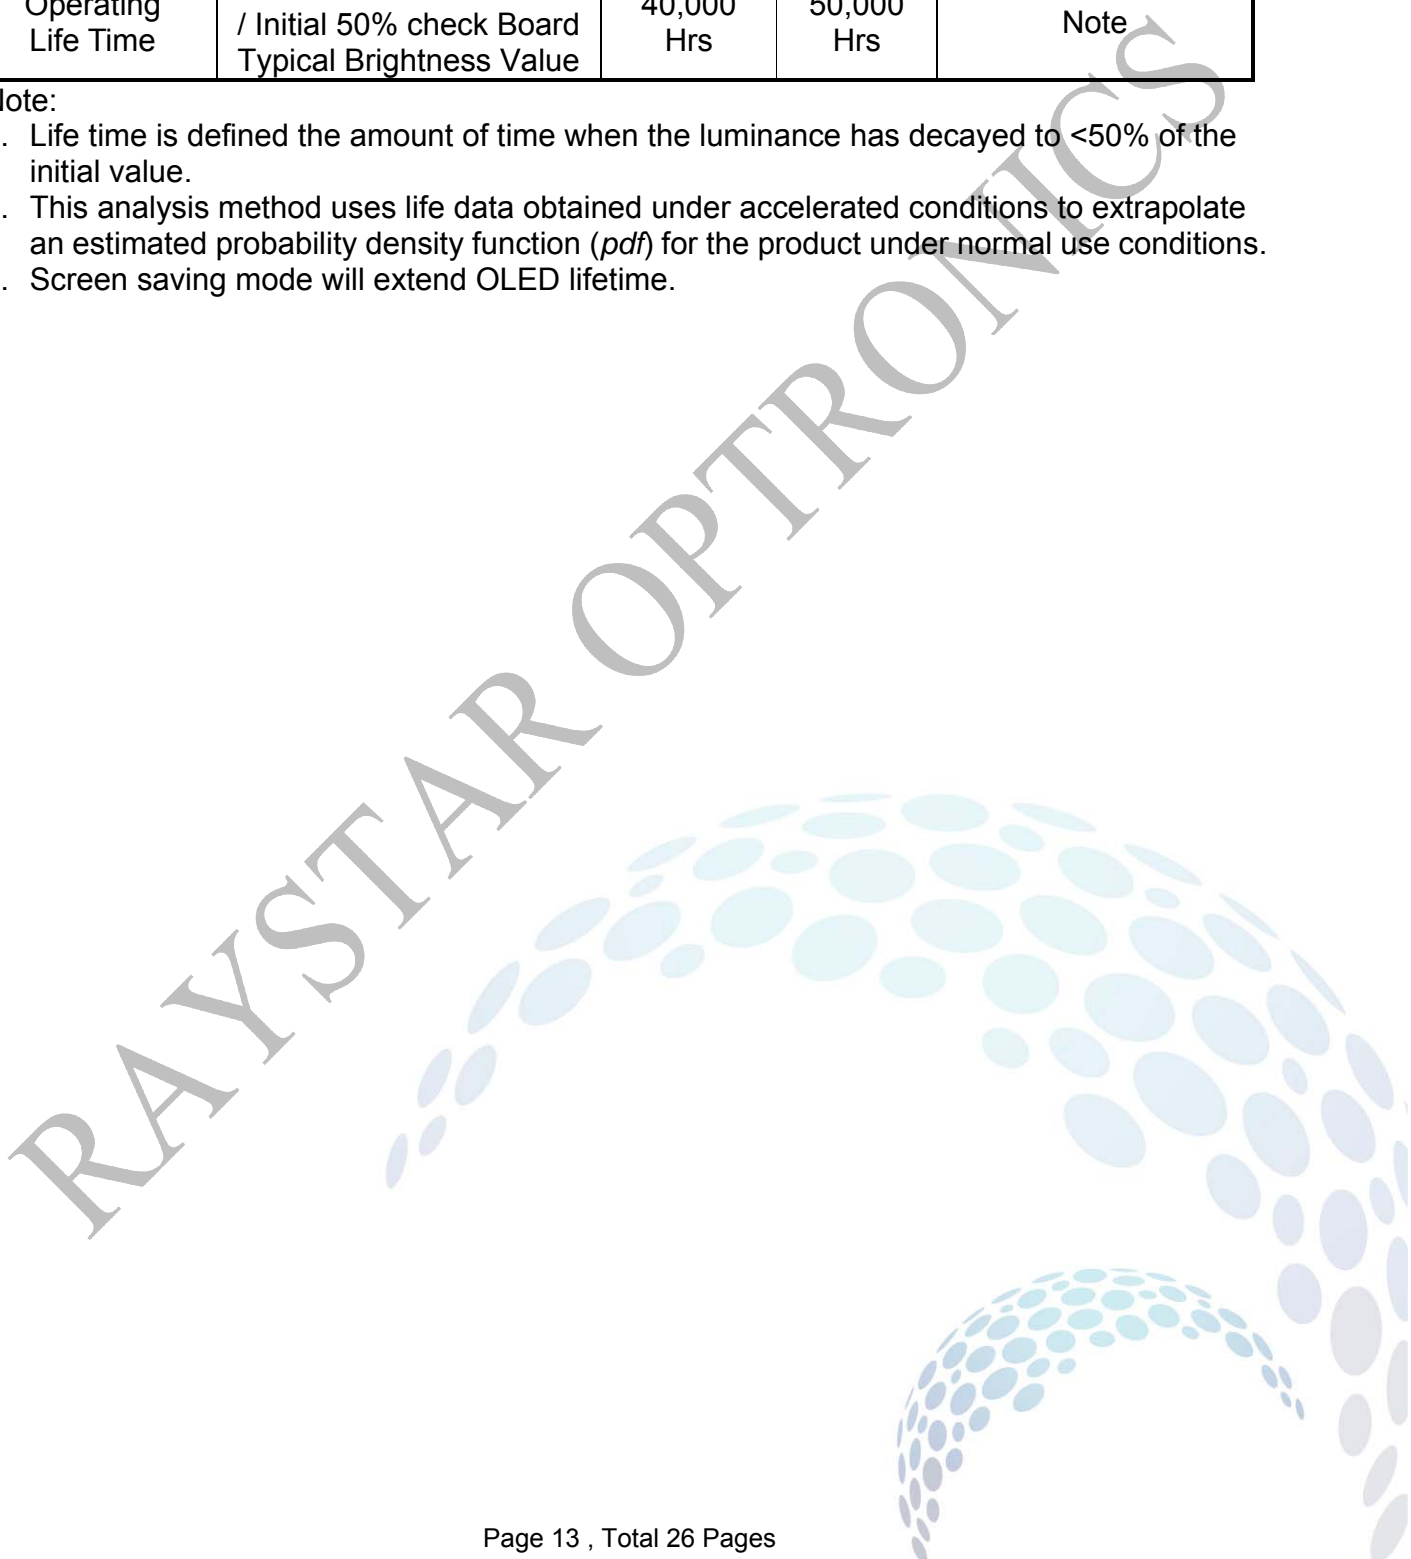 Operating
Life Time
/ Initial 50% check Board
Typical Brightness Value
40,000
Hrs
50,000
Hrs
Note
Note:
. Life time is defined the amount of time when the luminance has decayed to <50% of the
initial value.
. This analysis method uses life data obtained under accelerated conditions to extrapolate
an estimated probability density function (pdf) for the product under normal use conditions.
. Screen saving mode will extend OLED lifetime.
RAYSTAR OPTRONICS
Page 13 , Total 26 Pages